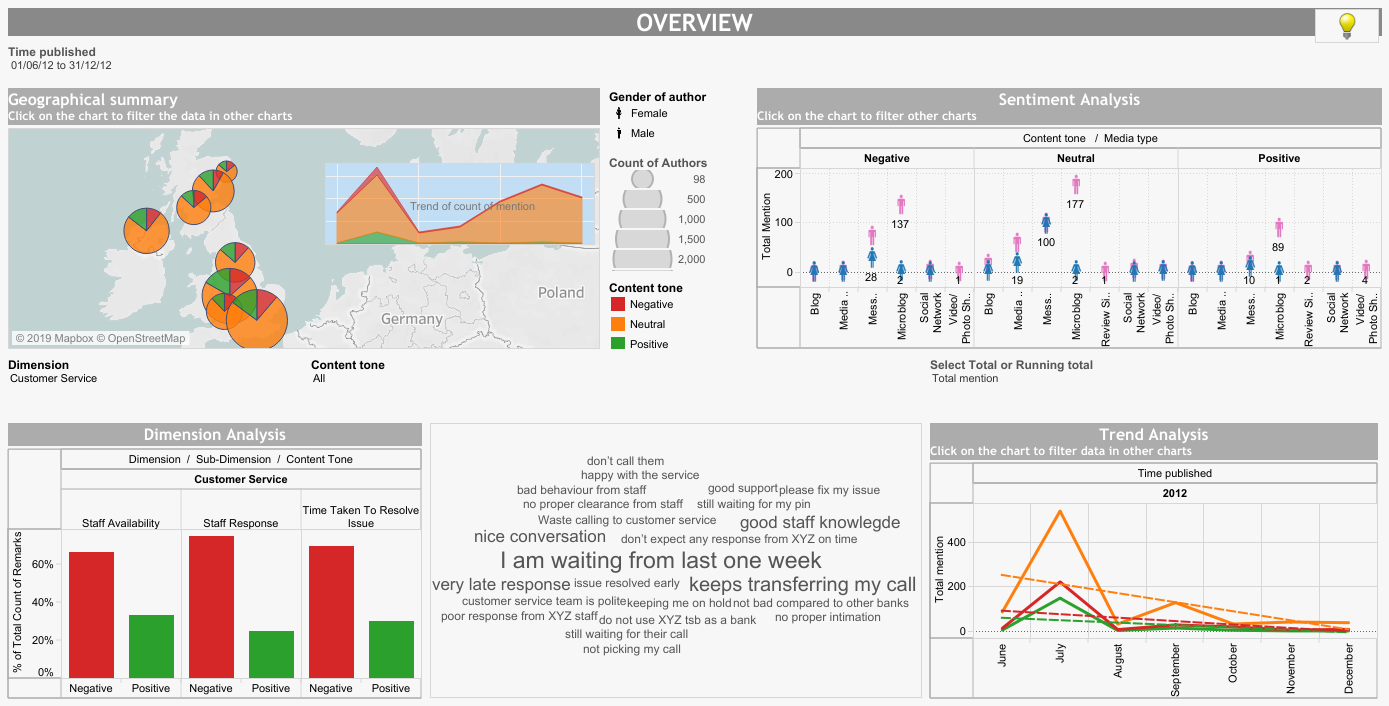 OVERVIEW
Time published
01/06/12 to 31/12/12
Geographical summary
Click on the chart to filter the data in other charts
Trend of count of mention
Poland
Germany
© 2019 Mapbox © OpenStreetMap
Gender of author
Female
Male
Count of Authors
98
500
1,000
1,500
2,000
Content tone
Negative
Neutral
Positive
Sentiment Analysis
Click on the chart to filter other charts
Content tone / Media type
Negative
Neutral
Positive
Total Mention
200
100
0
137
28
2
1
19
100
177
2
1
10
89
1
2
4
Blog
Media ..
Mess..
Microblog
Social
Network
Video/
Photo Sh..
Blog
Media ..
Mess..
Microblog
Review Si..
Social
Network
Video/
Photo Sh..
Blog
Media ..
Mess..
Microblog
Review Si..
Social
Network
Video/
Photo Sh..
Dimension
Customer Service
Content tone
All
Select Total or Running total
Total mention
Dimension Analysis
Dimension / Sub-Dimension / Content Tone
Customer Service
Staff Availability
Staff Response
Time Taken To Resolve
Issue
% of Total Count of Remarks
60%
40%
20%
0%
Negative
Positive
Negative
Positive
Negative
Positive
don't call them
happy with the service
bad behaviour from staff
good support
please fix my issue
no proper clearance from staff
still waiting for my pin
Waste calling to customer service
good staff knowlegde
nice conversation
don't expect any response from XYZ on time
I am waiting from last one week
very late response
issue resolved early
keeps transferring my call
customer service team is polite
keeping me on hold
not bad compared to other banks
poor response from XYZ staff
do not use XYZ tsb as a bank
no proper intimation
still waiting for their call
not picking my call
Trend Analysis
Click on the chart to filter data in other charts
Time published
2012
Total mention
400
200
0
June
July
August
September
October
November
December